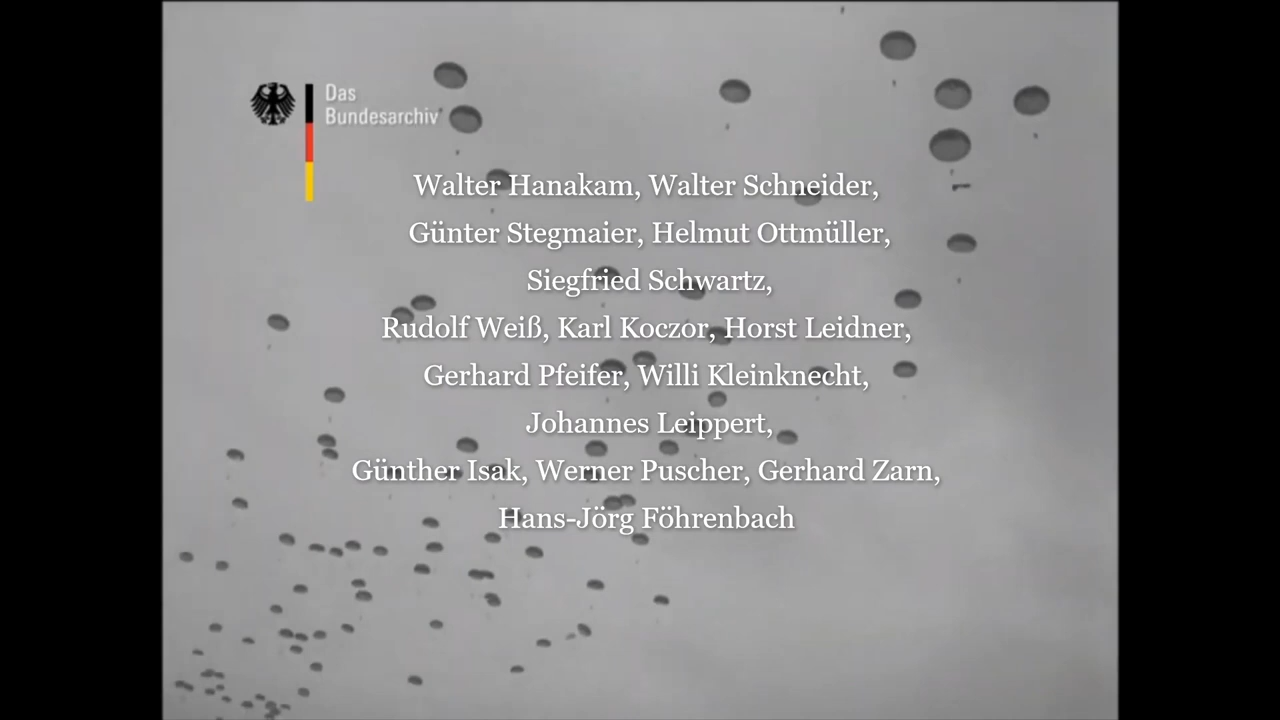 Das
Bundesarchiv
Walter Hanakam, Walter Schneider,
Günter Stegmaier, Helmut Ottmüller,
Siegfried Schwartz,
Rudolf Weiß, Karl Koczor, Horst Leidner,
Gerhard Pfeifer, Willi Kleinknecht,
Johannes Leippert,
Günther Isak, Werner Puscher, Gerhard Zarn,
Hans-Jörg Föhrenbach